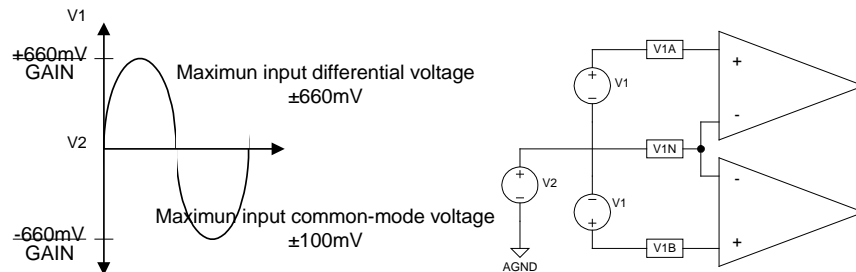 V1
+660mV
GAIN
Maximun input differential voltage
±660mV
V2
Maximun input common-mode voltage
±100mV
-660mV
GAIN
V1A
+
-
+
−
V1
V1N
+
−
V2
−
+
V1
-
+
V1B
AGND